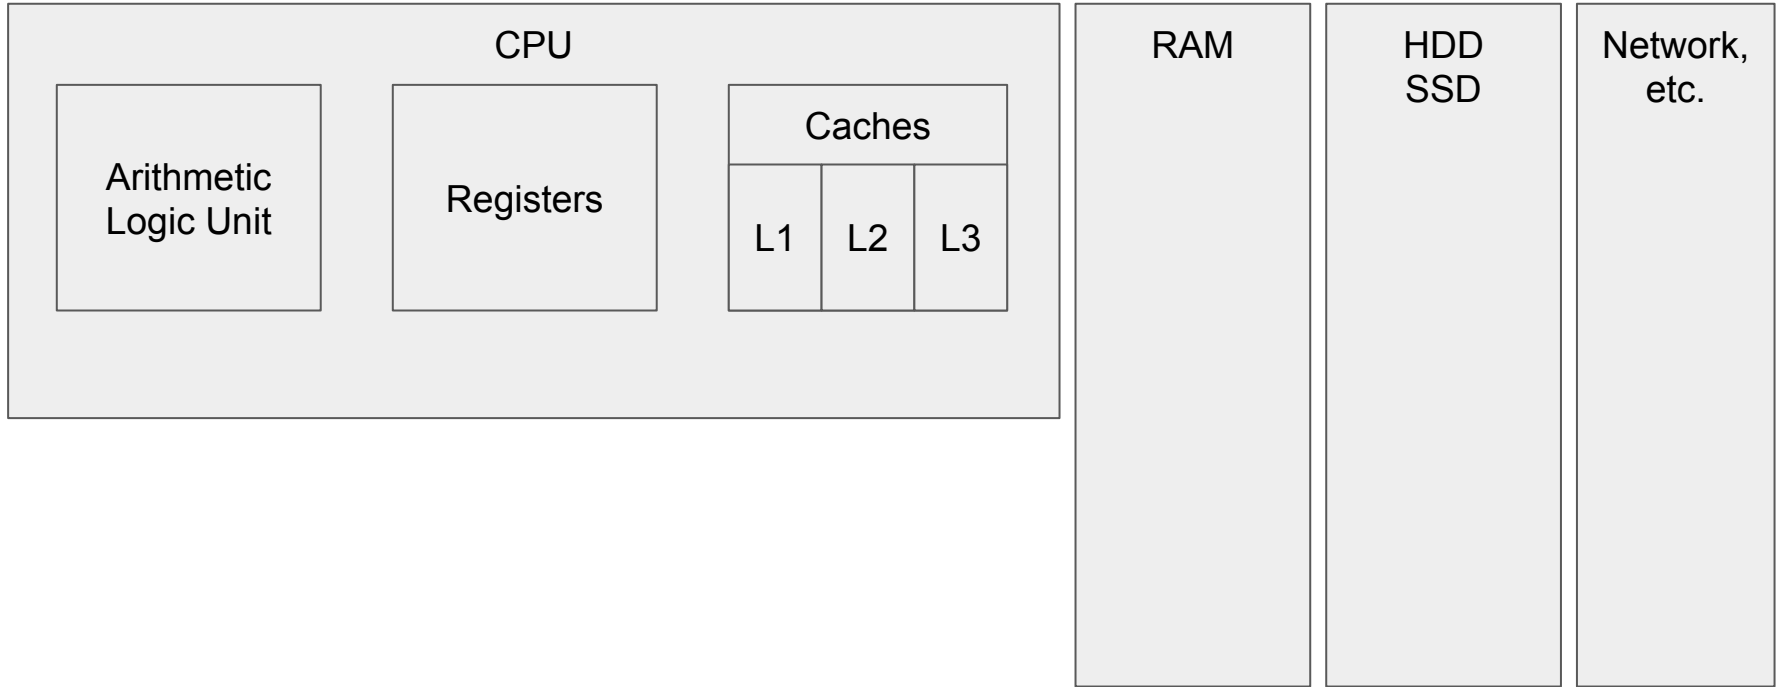 CPU
Arithmetic
Logic Unit
Registers
Caches
L1
L2
L3
RAM
HDD
SSD
Network,
etc.